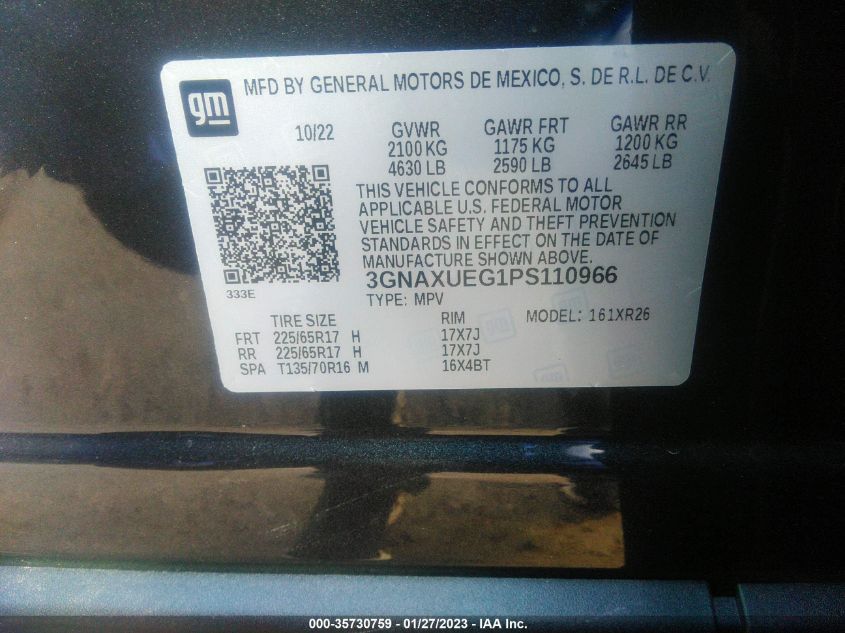 gm
MFD BY GENERAL MOTORS DE MEXICO, S. DE R.L. DE C.V.
10/22 GVWR GAWR FRT GAWR RR
2100 KG 1175 KG 1200 KG
4630 LB 2590 LB 2645 LB
THIS VEHICLE CONFORMS TO ALL
APPLICABLE U.S. FEDERAL MOTOR
VEHICLE SAFETY AND THEFT PREVENTION
STANDARDS IN EFFECT ON THE DATE OF
MANUFACTURE SHOWN ABOVE.
3GNAXUEG1PS110966
333E
TYPE: MPV
TIRE SIZE RIM MODEL: 161XR26
FRT 225/65R17 H 17X7J
RR 225/65R17 H 17X7J
SPA T135/70R16 M 16X4BT
000-35730759 — 01/27/2023 — IAA Inc.